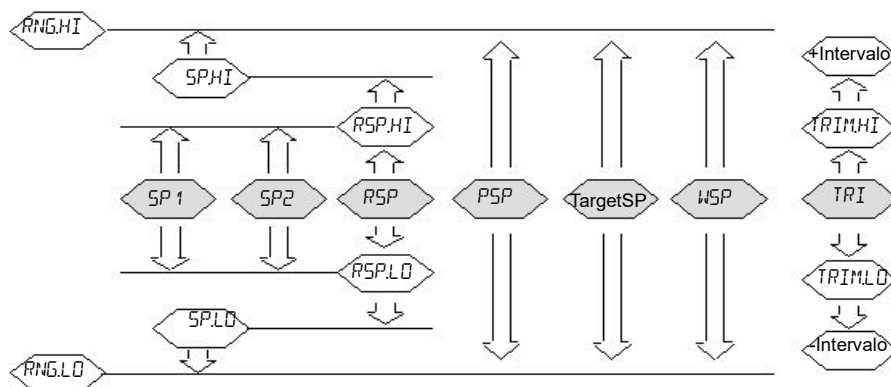 RNG.HI
+Intervalo
SP.HI
RSP.HI
TRIM.HI
SP1 SP2 RSP PSP TargetSP WSP TRI
RSP.LO
TRIM.LO
SP.LO
-Intervalo
RNG.LO